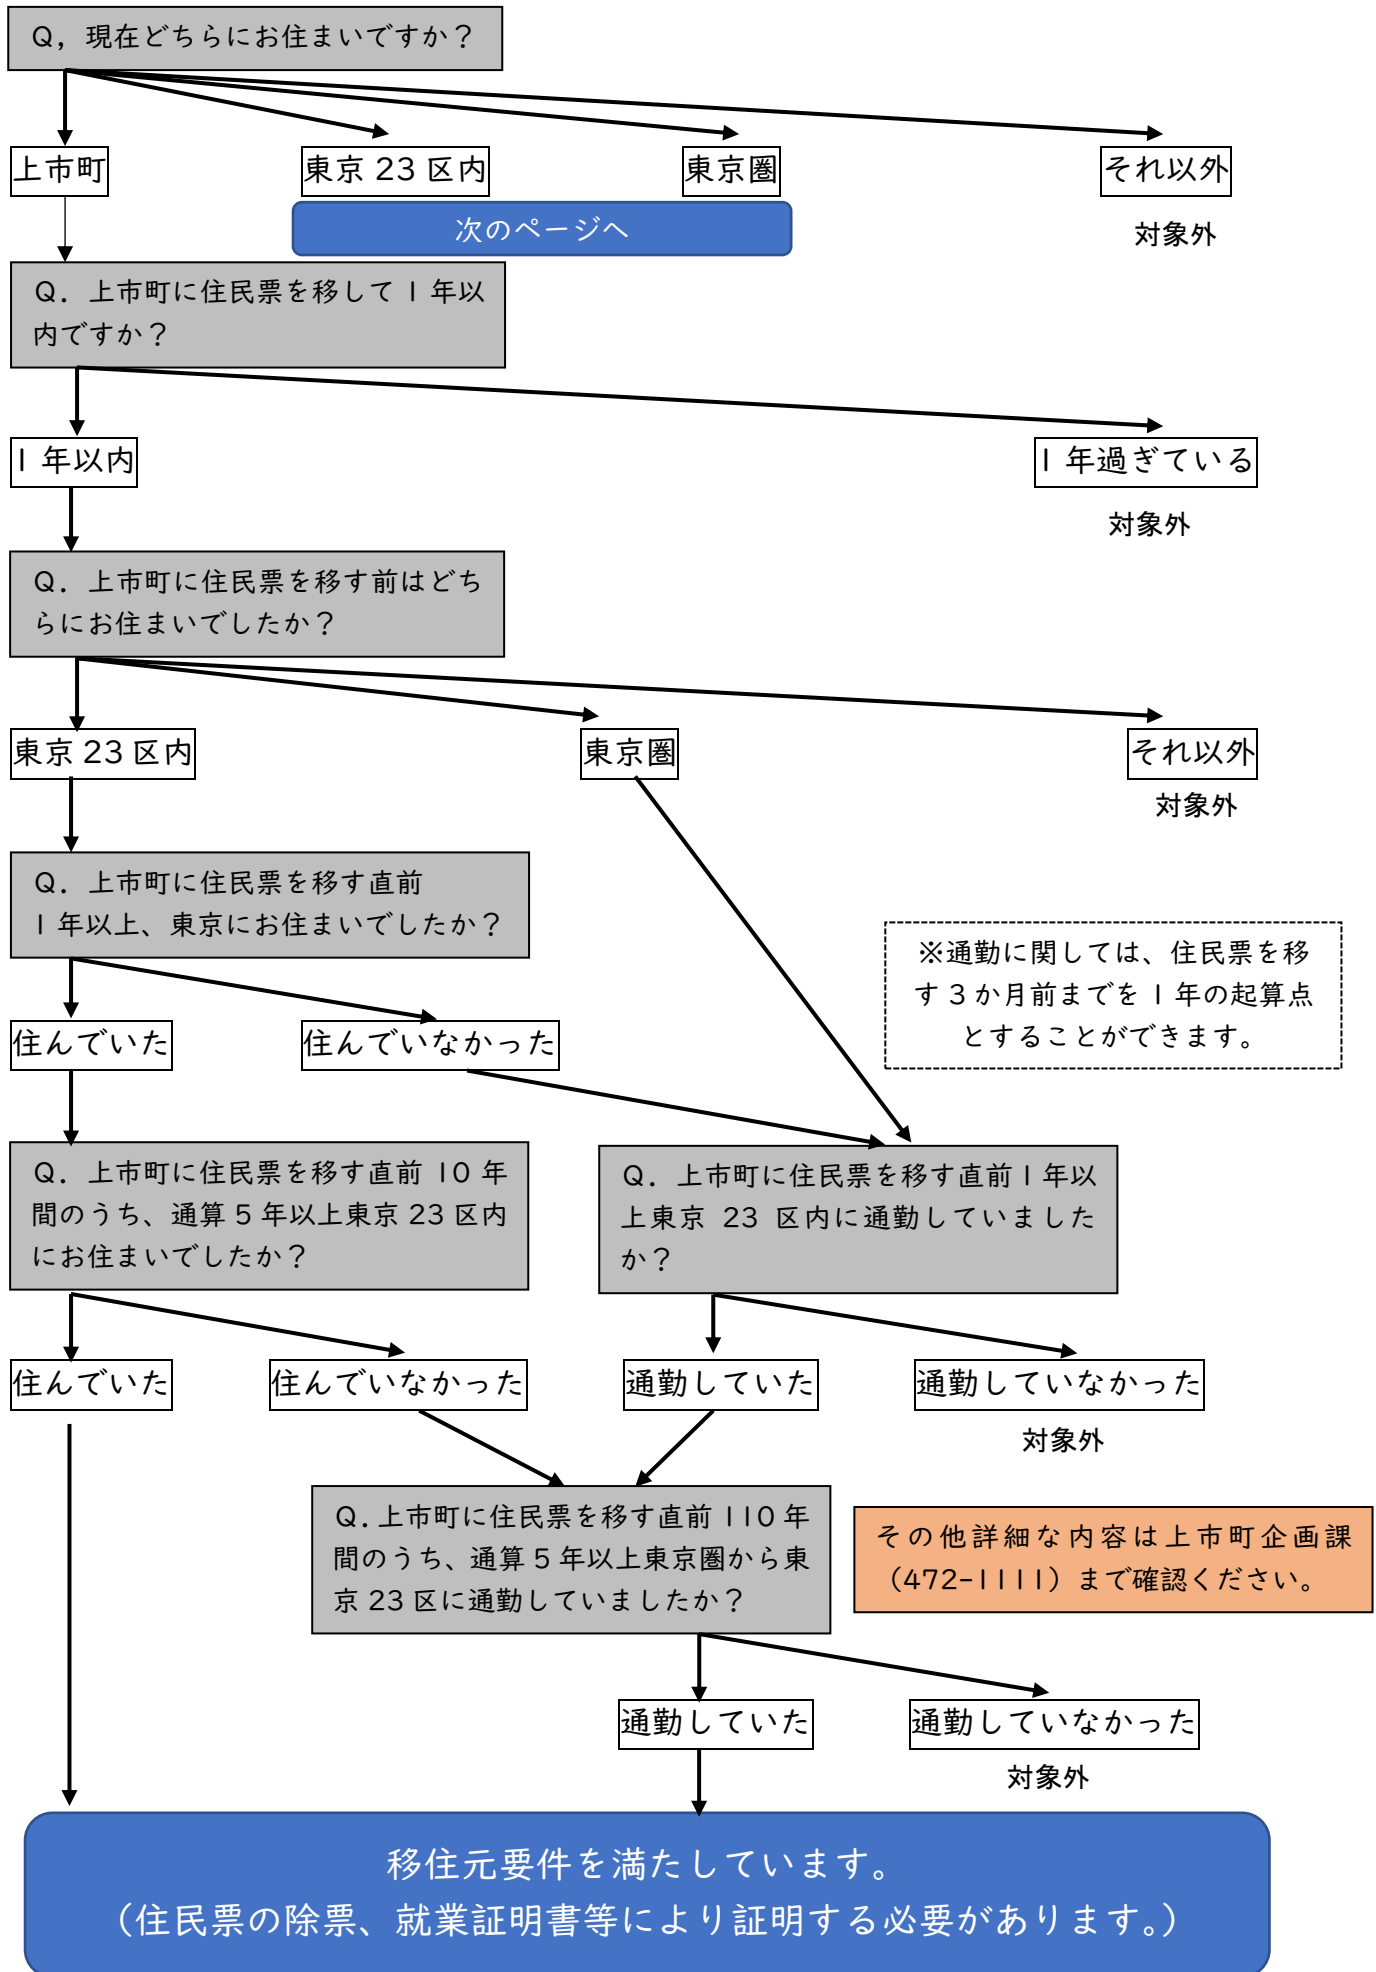 Q，現在どちらにお住まいですか？
上市町
東京 23 区内
東京圏
それ以外
次のページへ
対象外
Q．上市町に住民票を移して 1 年以
内ですか？
1 年以内
1 年過ぎている
対象外
Q．上市町に住民票を移す前はどち
らにお住まいでしたか？
東京 23 区内
東京圏
それ以外
対象外
Q．上市町に住民票を移す直前
1 年以上、東京にお住まいでしたか？
※通勤に関しては、住民票を移
す 3 か月前までを 1 年の起算点
とすることができます。
住んでいた
住んでいなかった
Q．上市町に住民票を移す直前 10 年
間のうち、通算 5 年以上東京 23 区内
にお住まいでしたか？
Q．上市町に住民票を移す直前 1 年以
上東京 23 区内に通勤していました
か？
住んでいた
住んでいなかった
通勤していた
通勤していなかった
対象外
Q．上市町に住民票を移す直前 110 年
間のうち、通算 5 年以上東京圏から東
京 23 区に通勤していましたか？
その他詳細な内容は上市町企画課
（472-1111）まで確認ください。
通勤していた
通勤していなかった
対象外
移住元要件を満たしています。
（住民票の除票、就業証明書等により証明する必要があります。）